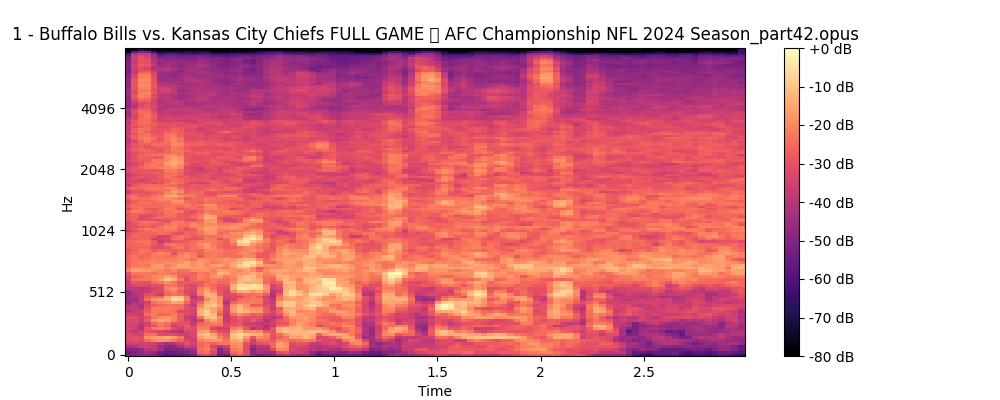 1 - Buffalo Bills vs. Kansas City Chiefs FULL GAME ▯ AFC Championship NFL 2024 Season_part42.opus
+0 dB
-10 dB
-20 dB
-30 dB
-40 dB
-50 dB
-60 dB
-70 dB
-80 dB
Hz
4096
2048
1024
512
0
0
0.5
1
1.5
2
2.5
Time